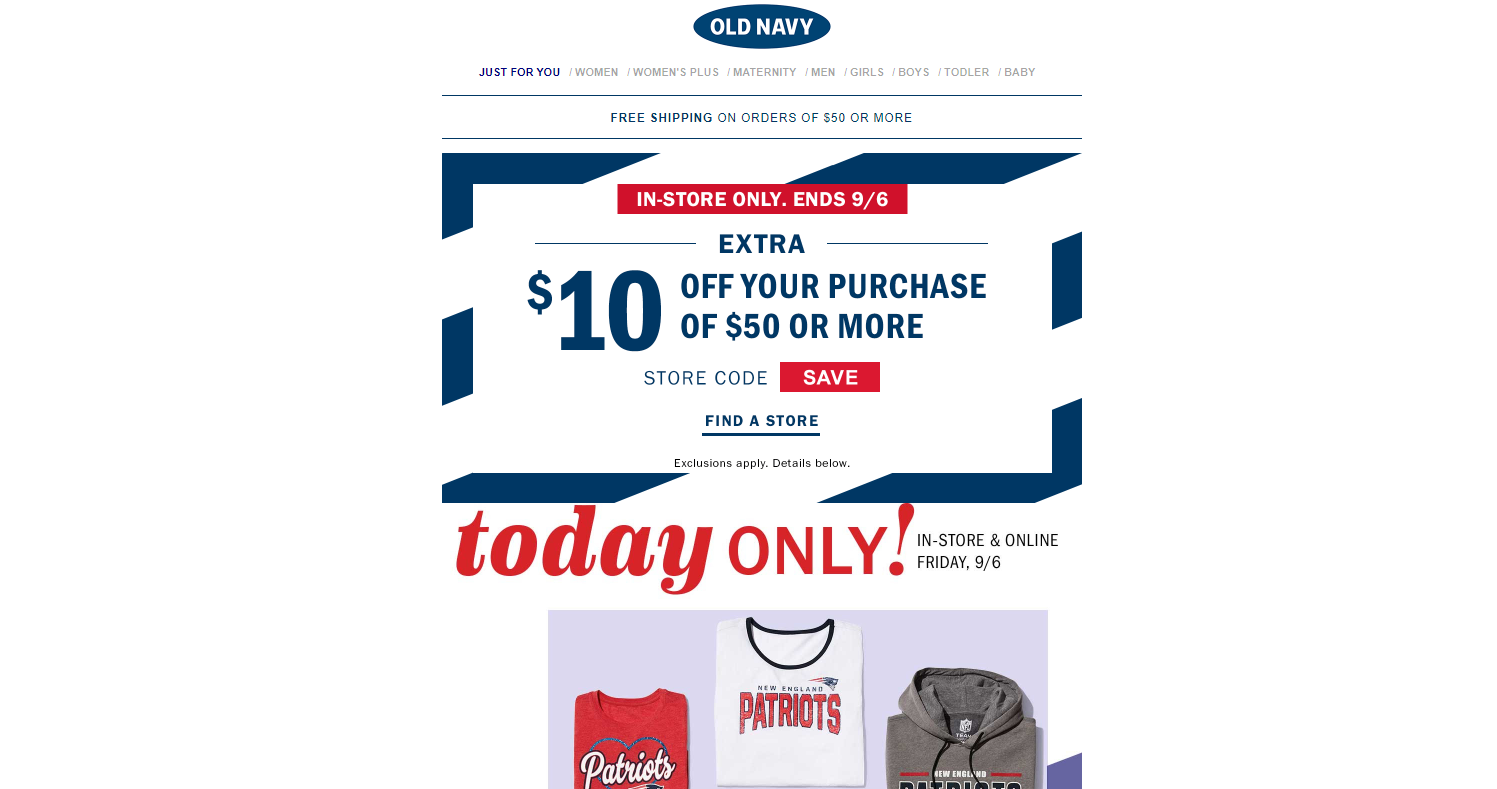 OLD NAVY
JUST FOR YOU / WOMEN / WOMEN'S PLUS / MATERNITY / MEN / GIRLS / BOYS / TODLER / BABY
FREE SHIPPING ON ORDERS OF $50 OR MORE
IN-STORE ONLY. ENDS 9/6
EXTRA
$10 OFF YOUR PURCHASE
OF $50 OR MORE
STORE CODE SAVE
FIND A STORE
Exclusions apply. Details below.
today ONLY!
IN-STORE & ONLINE
FRIDAY, 9/6
NEW ENGLAND
PATRIOTS
Patriots
NFL
TEAM
NEW ENGLAND
PATRIOTS